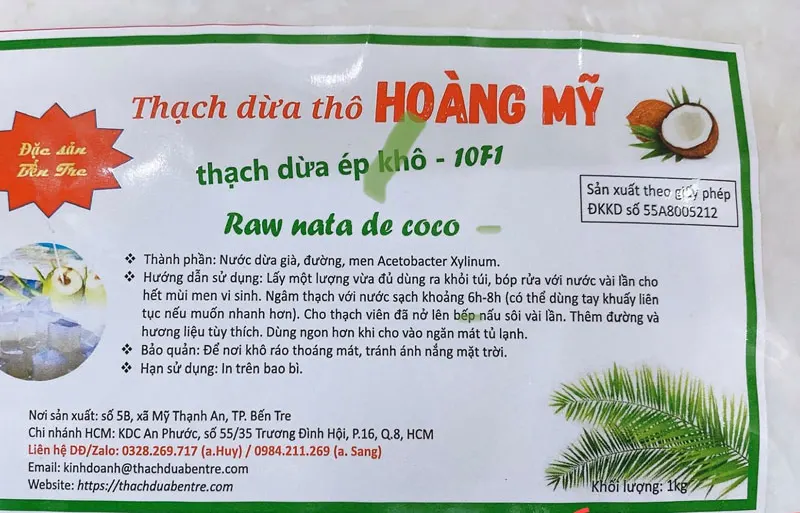 Thạch dừa thô HOÀNG MỸ
Đặc sản
Bến Tre
thạch dừa ép khô - 10F1
Raw nata de coco
Sản xuất theo giấy phép
ĐKKD số 55A8005212
❖ Thành phần: Nước dừa già, đường, men Acetobacter Xylinum.
❖ Hướng dẫn sử dụng: Lấy một lượng vừa đủ dùng ra khỏi túi, bóp rửa với nước vài lần cho
hết mùi men vi sinh. Ngâm thạch với nước sạch khoảng 6h-8h (có thể dùng tay khuấy liên
tục nếu muốn nhanh hơn). Cho thạch viên đã nở lên bếp nấu sôi vài lần. Thêm đường và
hương liệu tùy thích. Dùng ngon hơn khi cho vào ngăn mát tủ lạnh.
❖ Bảo quản: Để nơi khô ráo thoáng mát, tránh ánh nắng mặt trời.
❖ Hạn sử dụng: In trên bao bì.
Nơi sản xuất: số 5B, xã Mỹ Thạnh An, TP. Bến Tre
Chi nhánh HCM: KDC An Phước, số 55/35 Trương Đình Hội, P.16, Q.8, HCM
Liên hệ DĐ/Zalo: 0328.269.717 (a.Huy) / 0984.211.269 (a. Sang)
Email: kinhdoanh@thachduabentre.com
Website: https://thachduabentre.com
Khối lượng: 1kg